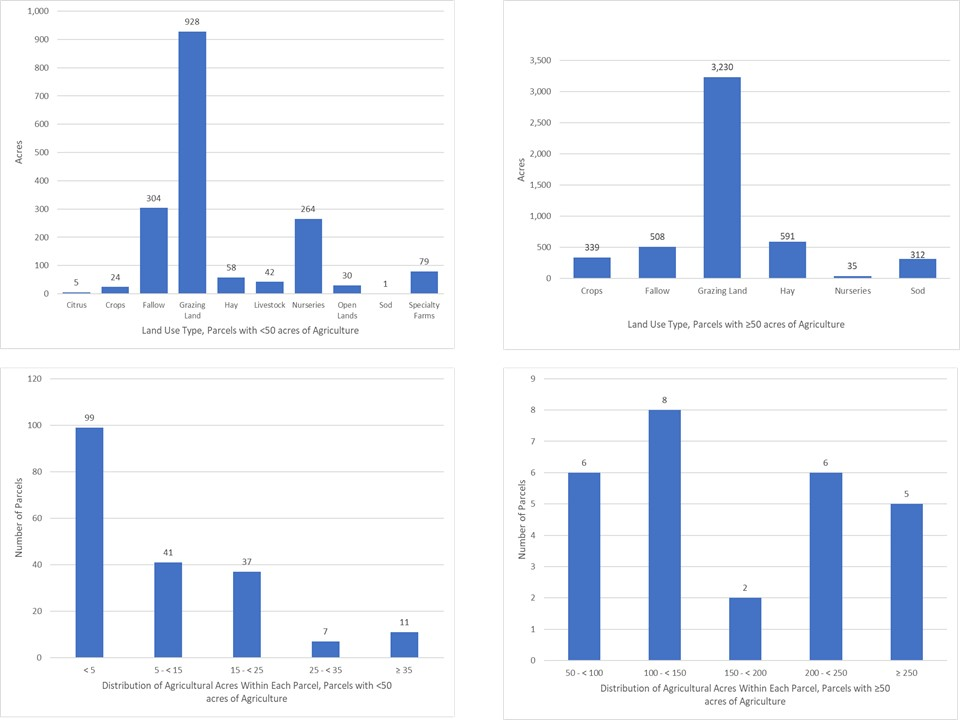 1,000
900
800
700
600
500
400
300
200
100
0
Acres
5
24
304
928
58
42
264
30
1
79
Citrus
Crops
Fallow
Grazing
Land
Hay
Livestock
Nurseries
Open
Lands
Sod
Specialty
Farms
Land Use Type, Parcels with <50 acres of Agriculture
3,500
3,000
2,500
2,000
1,500
1,000
500
0
Acres
339
508
3,230
591
35
312
Crops
Fallow
Grazing Land
Hay
Nurseries
Sod
Land Use Type, Parcels with ≥50 acres of Agriculture
120
100
80
60
40
20
0
Number of Parcels
99
41
37
7
11
< 5
5 - < 15
15 - < 25
25 - < 35
≥ 35
Distribution of Agricultural Acres Within Each Parcel, Parcels with <50
acres of Agriculture
9
8
7
6
5
4
3
2
1
0
Number of Parcels
6
8
2
6
5
50 - < 100
100 - < 150
150 - < 200
200 - < 250
≥ 250
Distribution of Agricultural Acres Within Each Parcel, Parcels with ≥50
acres of Agriculture